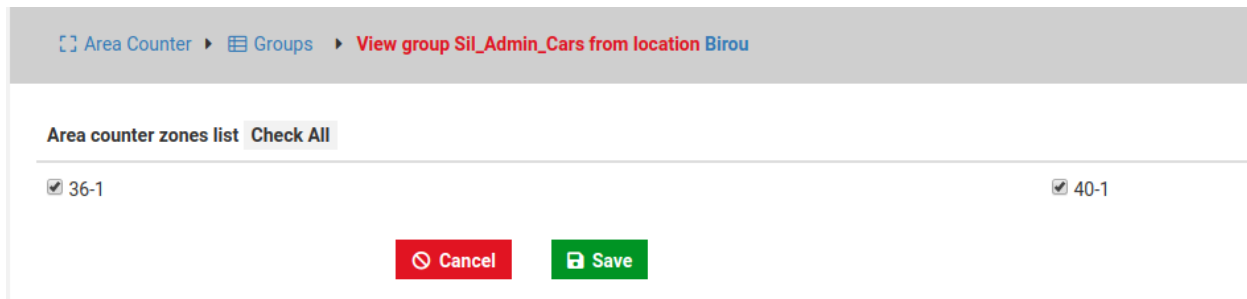 Area Counter Groups View group Sil_Admin_Cars from location Birou
Area counter zones list Check All
36-1 40-1
Cancel Save